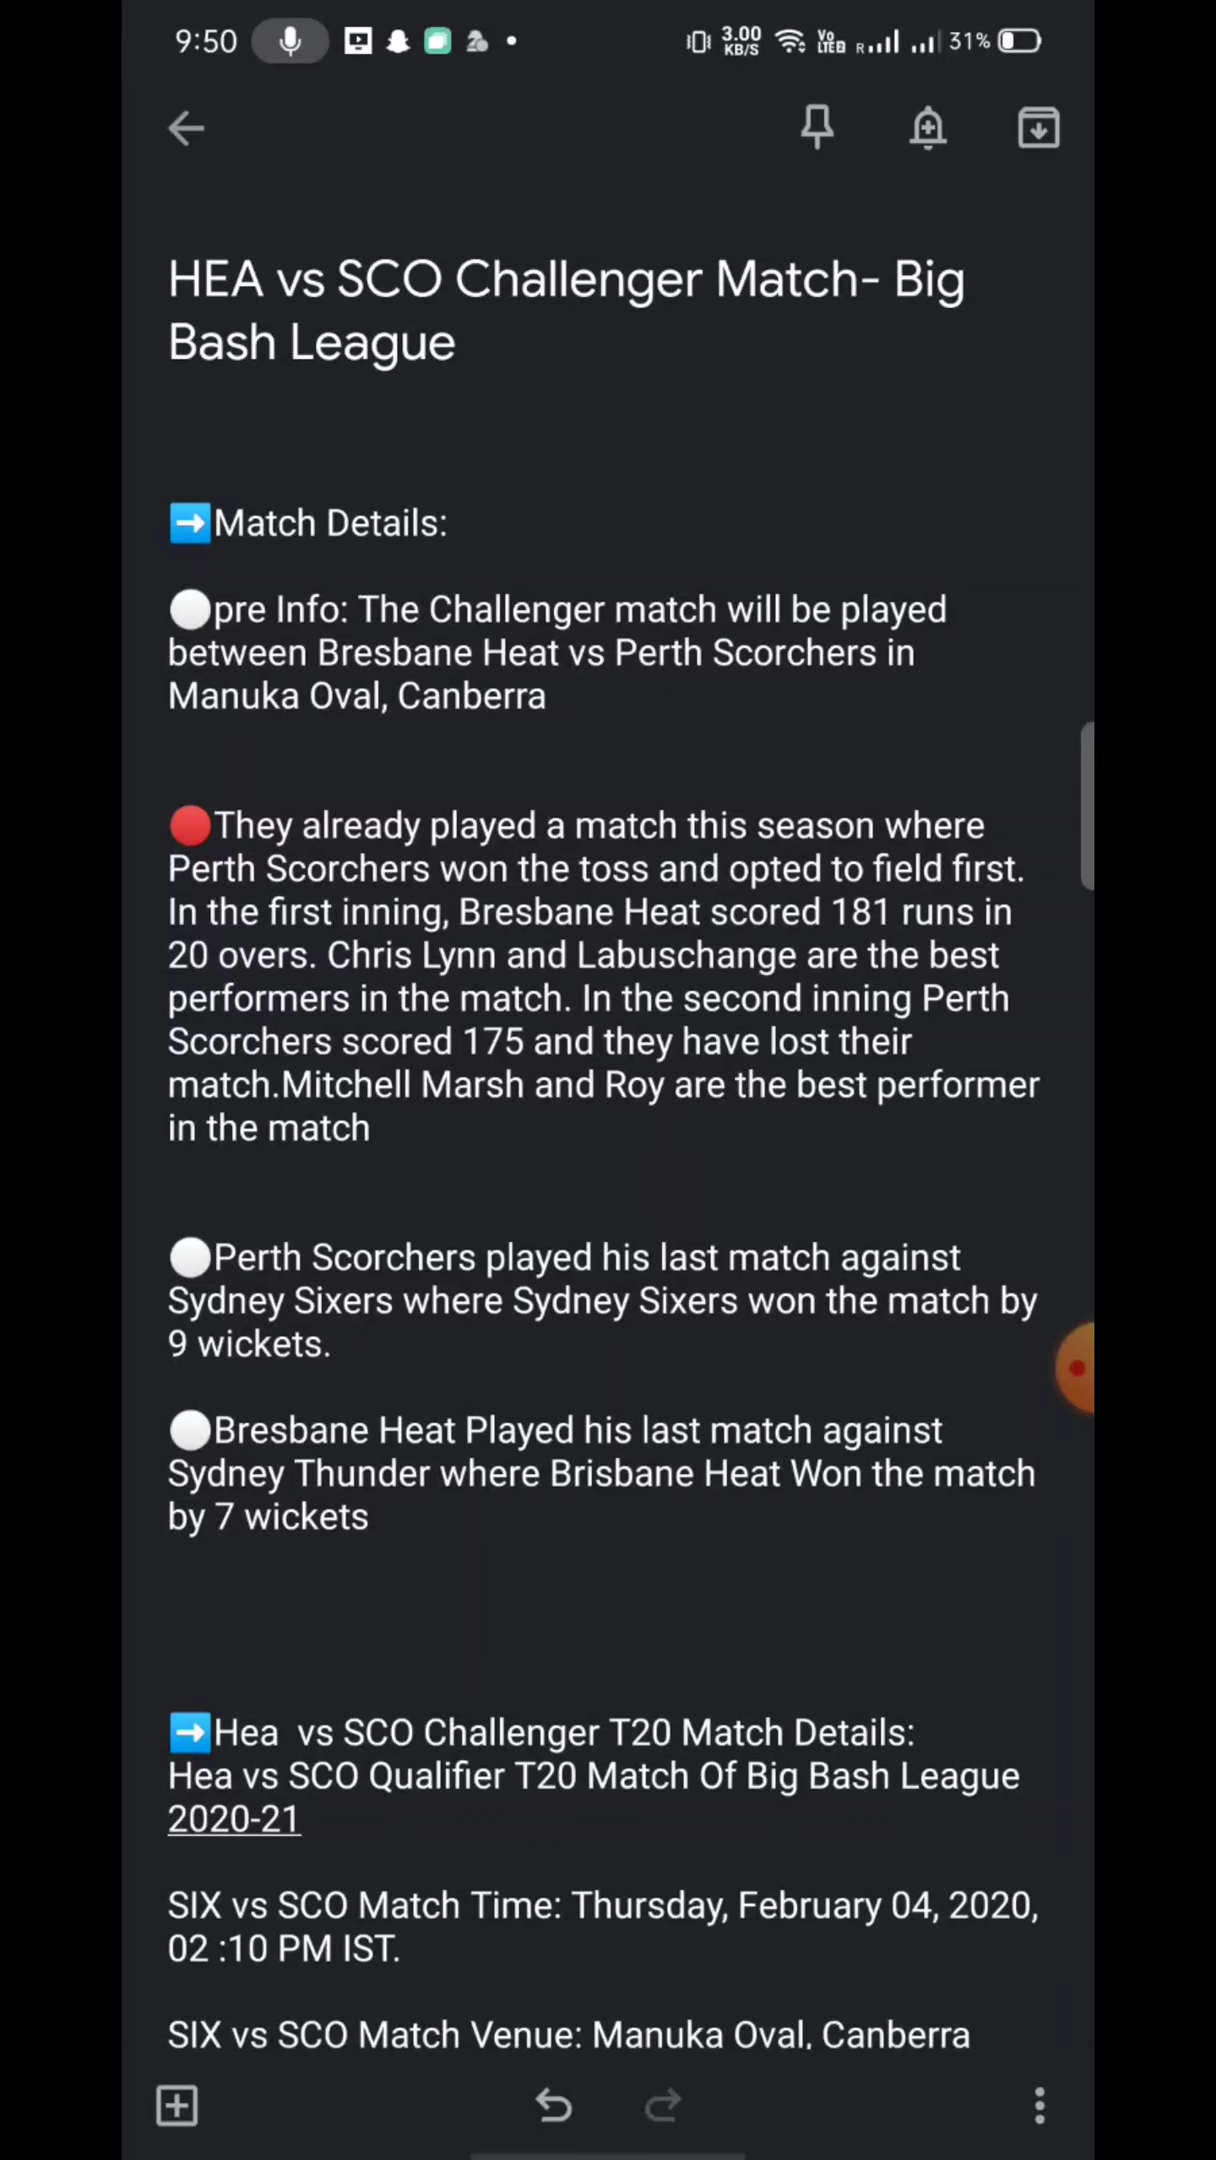 9:50
3.00 KB/S
Vo LTE2
R
31%
HEA vs SCO Challenger Match- Big
Bash League
➡️Match Details:
⚪pre Info: The Challenger match will be played
between Bresbane Heat vs Perth Scorchers in
Manuka Oval, Canberra
🔴They already played a match this season where
Perth Scorchers won the toss and opted to field first.
In the first inning, Bresbane Heat scored 181 runs in
20 overs. Chris Lynn and Labuschange are the best
performers in the match. In the second inning Perth
Scorchers scored 175 and they have lost their
match.Mitchell Marsh and Roy are the best performer
in the match
⚪Perth Scorchers played his last match against
Sydney Sixers where Sydney Sixers won the match by
9 wickets.
⚪Bresbane Heat Played his last match against
Sydney Thunder where Brisbane Heat Won the match
by 7 wickets
➡️Hea  vs SCO Challenger T20 Match Details:
Hea vs SCO Qualifier T20 Match Of Big Bash League
2020-21
SIX vs SCO Match Time: Thursday, February 04, 2020,
02 :10 PM IST.
SIX vs SCO Match Venue: Manuka Oval, Canberra